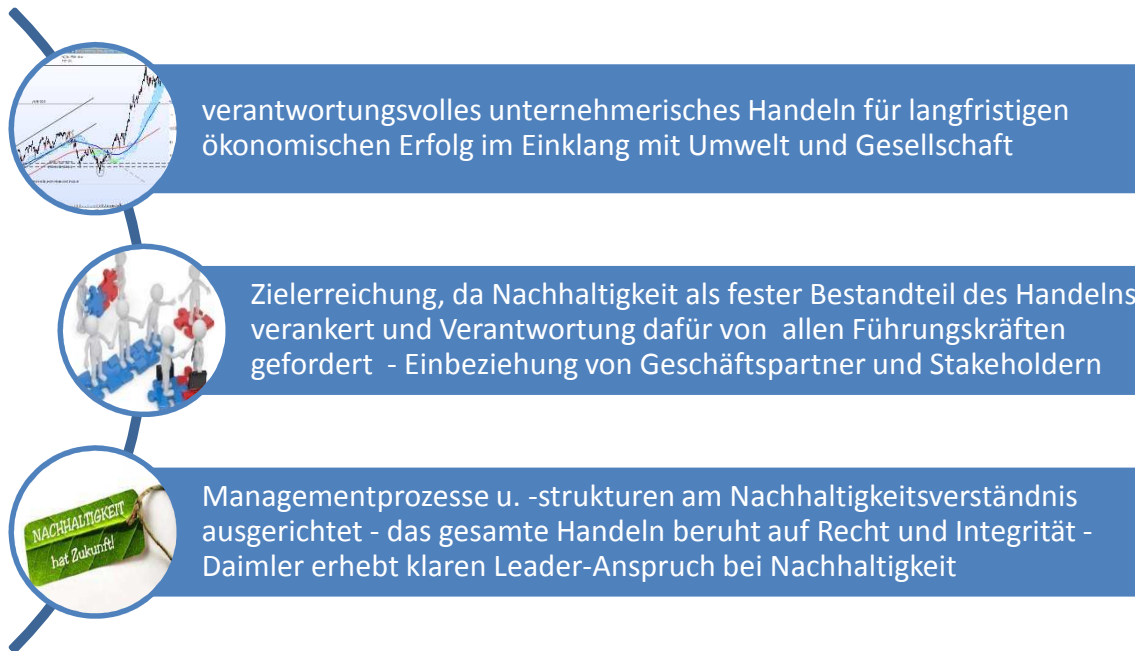 verantwortungsvolles unternehmerisches Handeln für langfristigen
ökonomischen Erfolg im Einklang mit Umwelt und Gesellschaft
Zielerreichung, da Nachhaltigkeit als fester Bestandteil des Handelns
verankert und Verantwortung dafür von  allen Führungskräften
gefordert  - Einbeziehung von Geschäftspartner und Stakeholdern
NACHHALTIGKEIT
hat Zukunft!
Managementprozesse u. -strukturen am Nachhaltigkeitsverständnis
ausgerichtet - das gesamte Handeln beruht auf Recht und Integrität -
Daimler erhebt klaren Leader-Anspruch bei Nachhaltigkeit